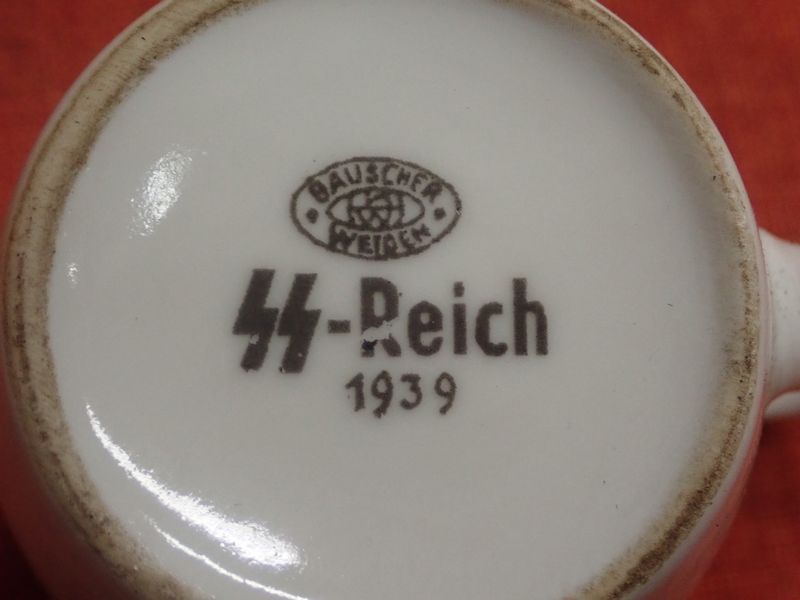 BAUSCHER
WEIDEN
SS-Reich
1939